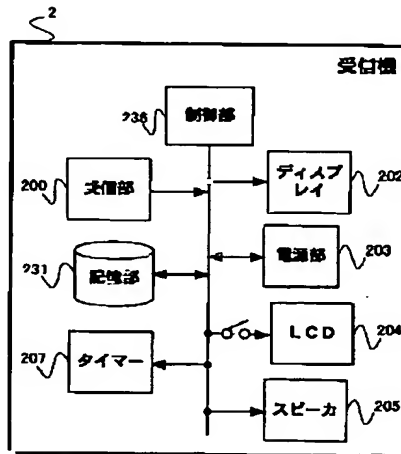 2
受信機
236
制御部
200
受信部
ディスプ
レイ
202
231
記憶部
電源部
203
207
タイマー
LCD
204
スピーカ
205